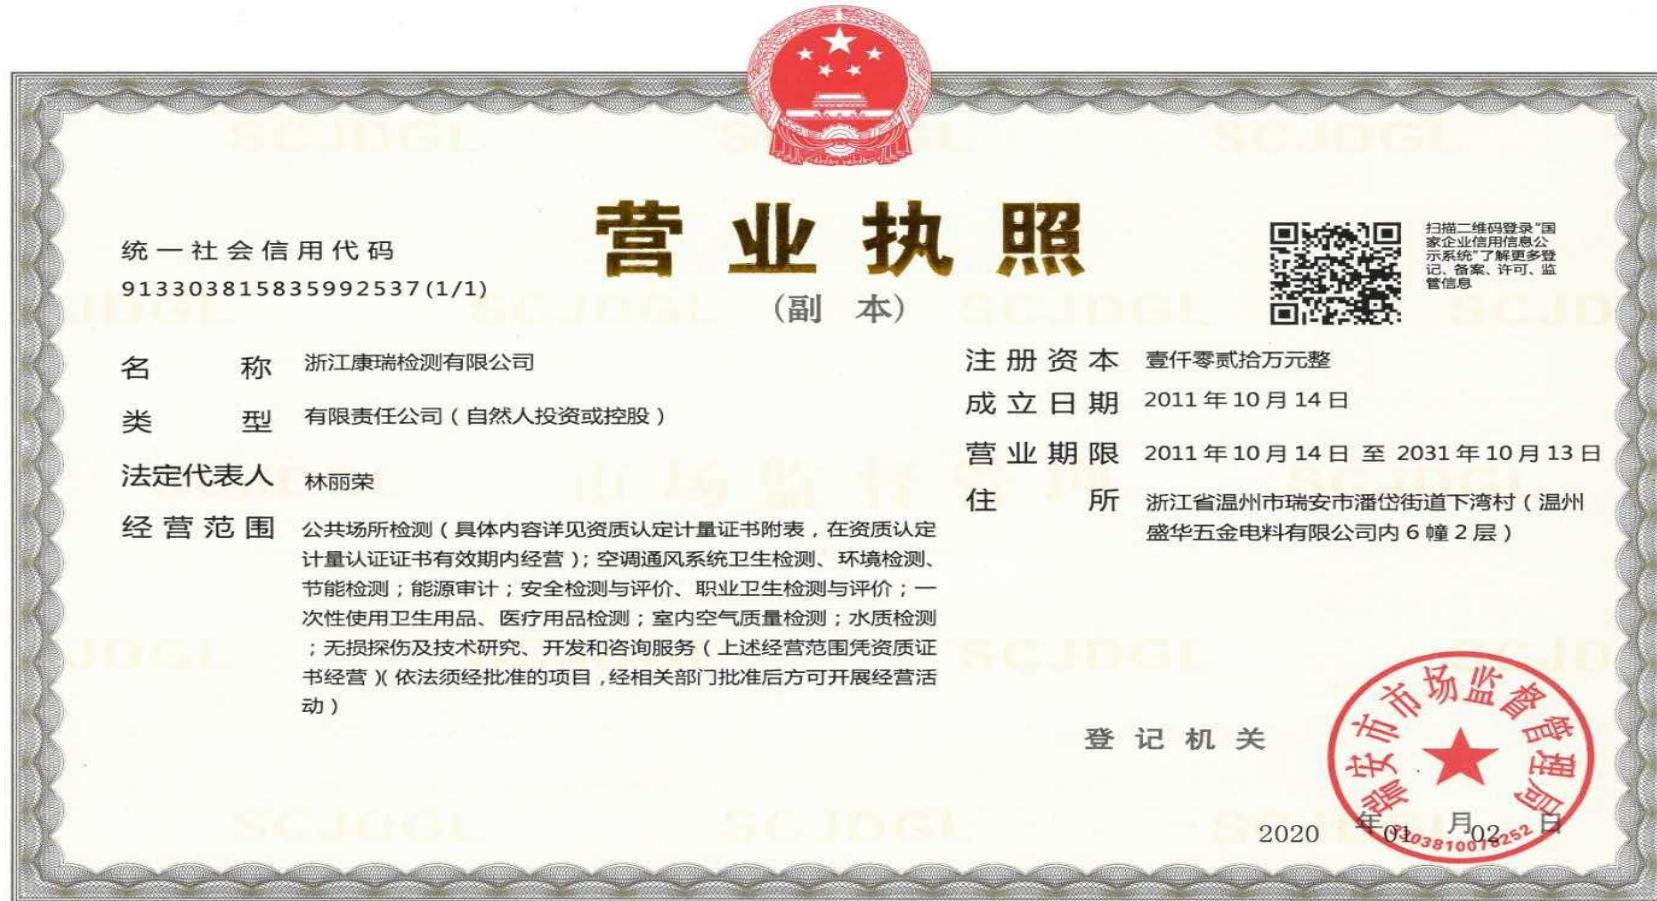 营业执照
(副 本)
统一社会信用代码
913303815835992537(1/1)
扫描二维码登录"国
家企业信用信息公
示系统"了解更多登
记、备案、许可、监
管信息
名 称 浙江康瑞检测有限公司
类 型 有限责任公司(自然人投资或控股)
法定代表人 林丽荣
经营范围 公共场所检测(具体内容详见资质认定计量证书附表,在资质认定
计量认证证书有效期内经营);空调通风系统卫生检测、环境检测、
节能检测;能源审计;安全检测与评价、职业卫生检测与评价;一
次性使用卫生用品、医疗用品检测;室内空气质量检测;水质检测
;无损探伤及技术研究、开发和咨询服务(上述经营范围凭资质证
书经营)(依法须经批准的项目,经相关部门批准后方可开展经营活
动)
注册资本 壹仟零贰拾万元整
成立日期 2011年10月14日
营业期限 2011年10月14日 至 2031年10月13日
住 所 浙江省温州市瑞安市潘岱街道下湾村(温州
盛华五金电料有限公司内6幢2层)
登记机关
瑞安市市场监督管理局
2020 年01 月02 日
SCJDGL
市场监督管理